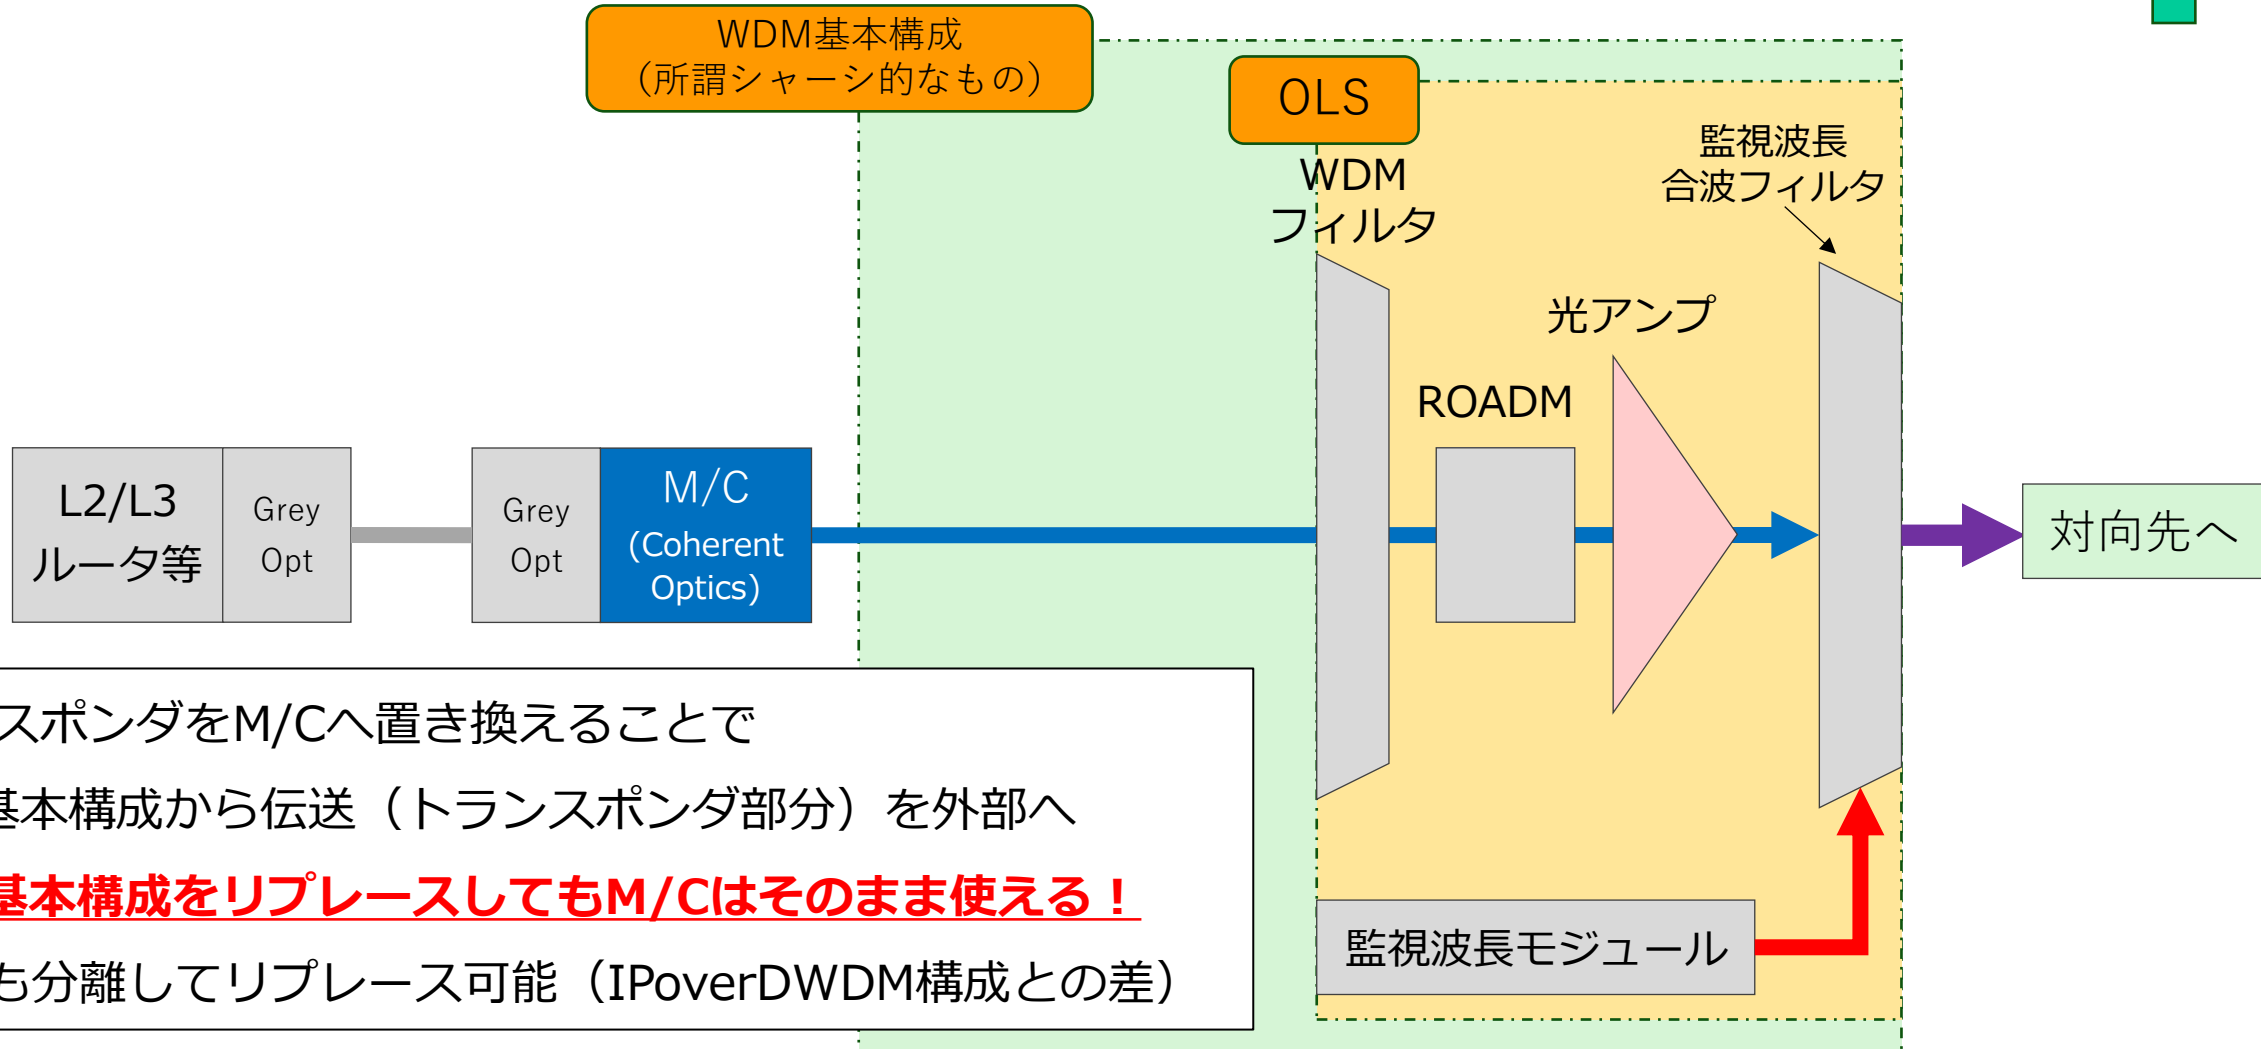 WDM基本構成
（所謂シャーシ的なもの）
OLS
WDM
フィルタ
監視波長
合波フィルタ
光アンプ
ROADM
L2/L3
ルータ等
Grey
Opt
Grey
Opt
M/C
(Coherent
Optics)
対向先へ
スポンダをM/Cへ置き換えることで
基本構成から伝送（トランスポンダ部分）を外部へ
基本構成をリプレースしてもM/Cはそのまま使える！
も分離してリプレース可能（IPoverDWDM構成との差）
監視波長モジュール